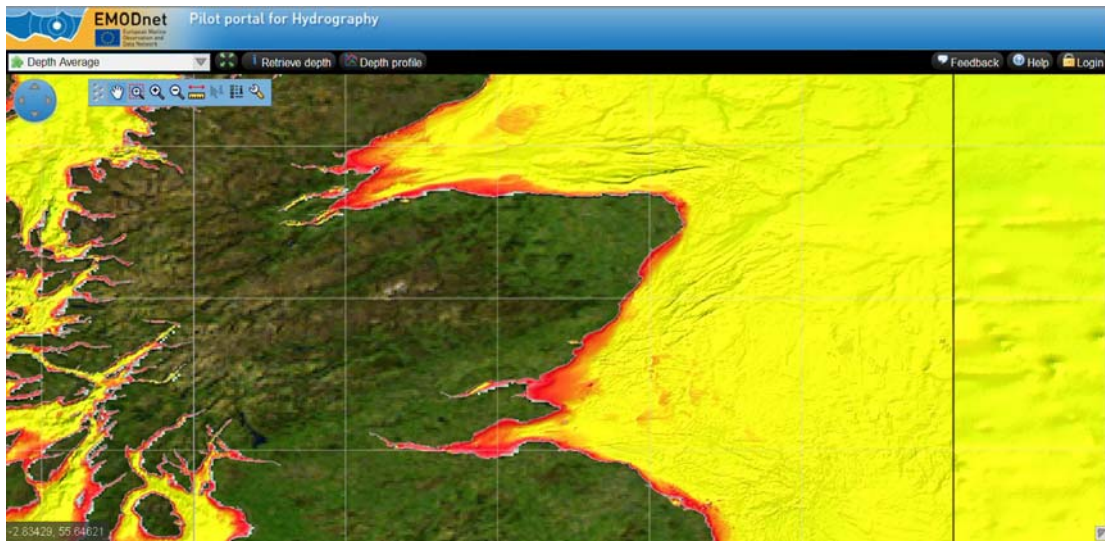 EMODnet
European Marine
Observation and
Data Network
Pilot portal for Hydrography
Depth Average
Retrieve depth
Depth profile
Feedback
Help
Login
-2.83429, 55.64621